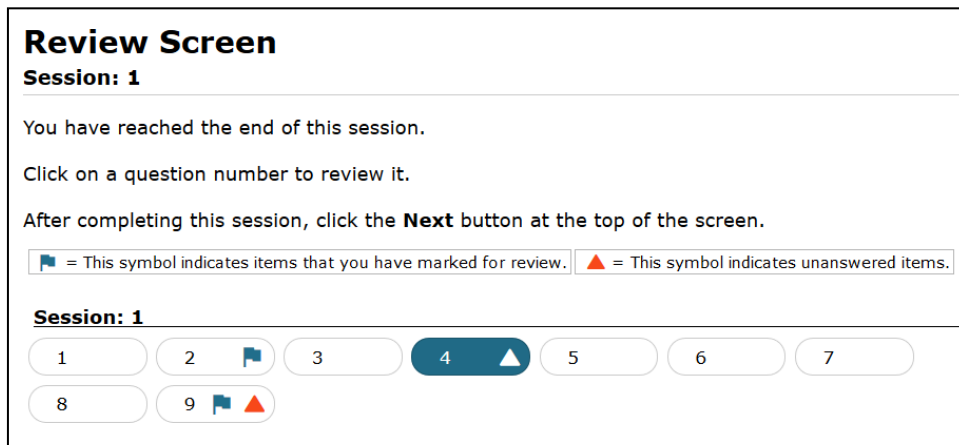 Review Screen
Session: 1
You have reached the end of this session.
Click on a question number to review it.
After completing this session, click the Next button at the top of the screen.
= This symbol indicates items that you have marked for review. = This symbol indicates unanswered items.
Session: 1
1 2 3 4 5 6 7
8 9